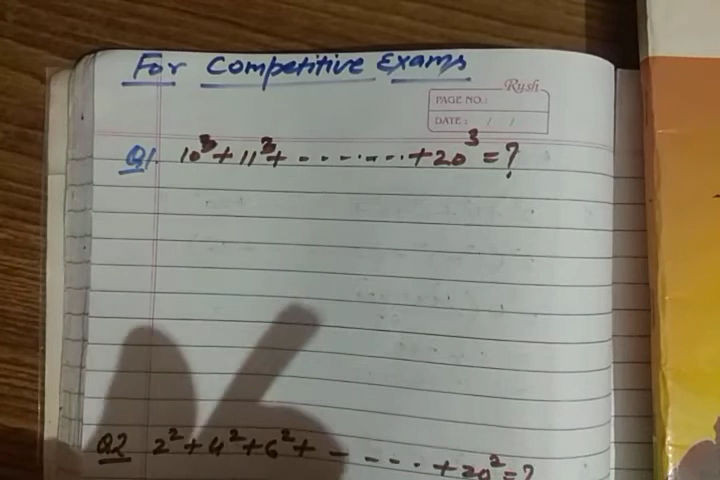 For Competitive Exams
Rysh
PAGE NO.:
DATE: / /
Q1. 10³ + 11³ + - - - - - - - + 20³ = ?
Q2 2² + 4² + 6² + - - - - + 20² = ?